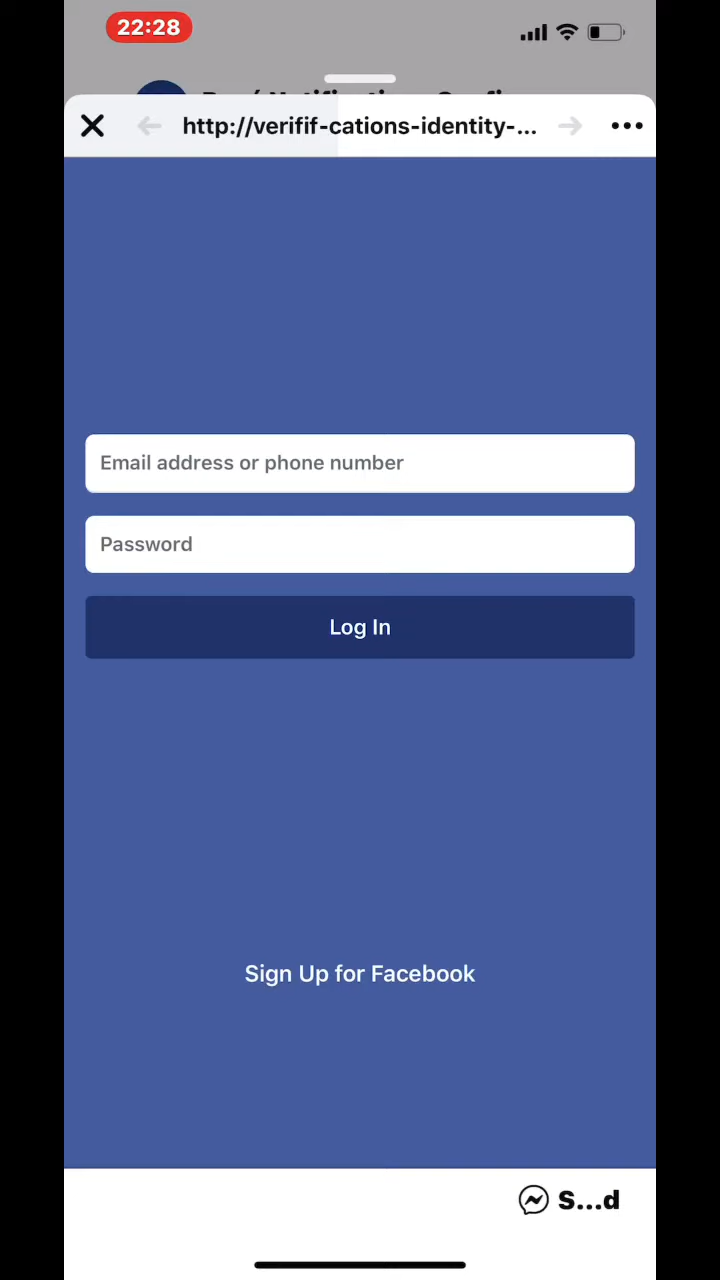 22:28
http://verifif-cations-identity-...
Email address or phone number
Password
Log In
Sign Up for Facebook
S...d